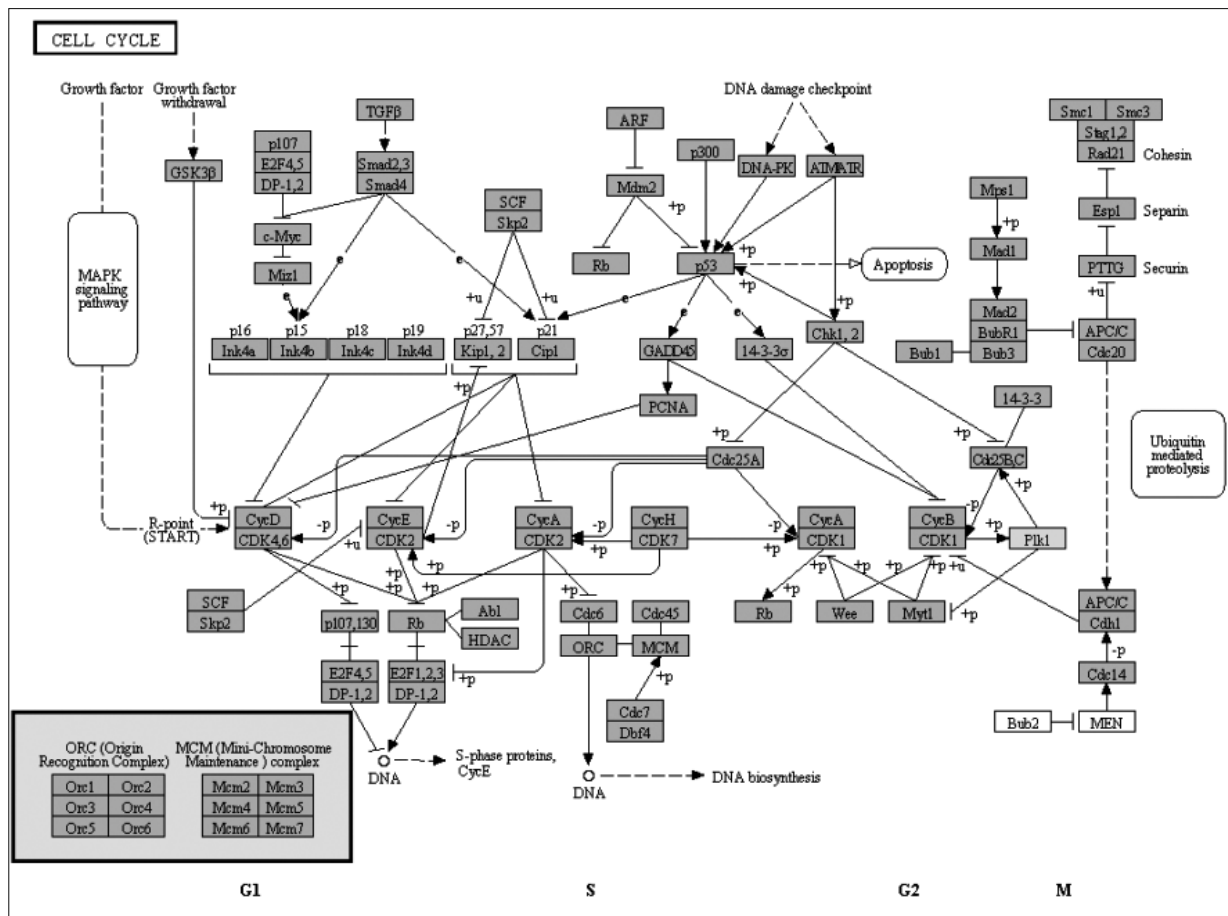 CELL CYCLE
Growth factor
Growth factor
withdrawal
GSK3β
MAPK
signaling
pathway
R-point
(START)
p107
E2F4,5
DP-1,2
c-Myc
Miz1
e
TGFβ
Smad2,3
Smad4
e
e
SCF
Skp2
+u
+u
ARF
Mdm2
Rb
+p
p300
DNA damage checkpoint
DNA-PK
ATM/ATR
p53
+p
+p
+p
e
e
e
Apoptosis
Smc1
Smc3
Stag1,2
Rad21
Cohesin
Esp1
Separin
PTTG
Securin
+u
Mps1
+p
Mad1
Mad2
BubR1
Bub3
Bub1
APC/C
Cdc20
p16
p15
p18
p19
Ink4a
Ink4b
Ink4c
Ink4d
p27,57
p21
Kip1, 2
Cip1
+p
GADD45
14-3-3σ
Chk1, 2
PCNA
+p
+p
14-3-3
Cdc25A
Cdc25B,C
+p
Ubiquitin
mediated
proteolysis
+p
CycD
CDK4,6
-p
CycE
CDK2
-p
+u
CycA
CDK2
-p
+p
CycH
CDK7
-p
+p
CycA
CDK1
CycB
CDK1
-p
+p
Plk1
SCF
Skp2
+p
+p
+p
+p
+p
+p
+p
+p
+p
+u
+p
p107,130
Rb
Abl
HDAC
Cdc6
Cdc45
ORC
MCM
+p
Rb
Wee
Myt1
APC/C
Cdh1
-p
Cdc14
Bub2
MEN
E2F4,5
DP-1,2
E2F1,2,3
DP-1,2
+p
Cdc7
Dbf4
DNA
S-phase proteins,
CycE
DNA
DNA biosynthesis
ORC (Origin
Recognition Complex)
Orc1
Orc2
Orc3
Orc4
Orc5
Orc6
MCM (Mini-Chromosome
Maintenance ) complex
Mcm2
Mcm3
Mcm4
Mcm5
Mcm6
Mcm7
G1
S
G2
M